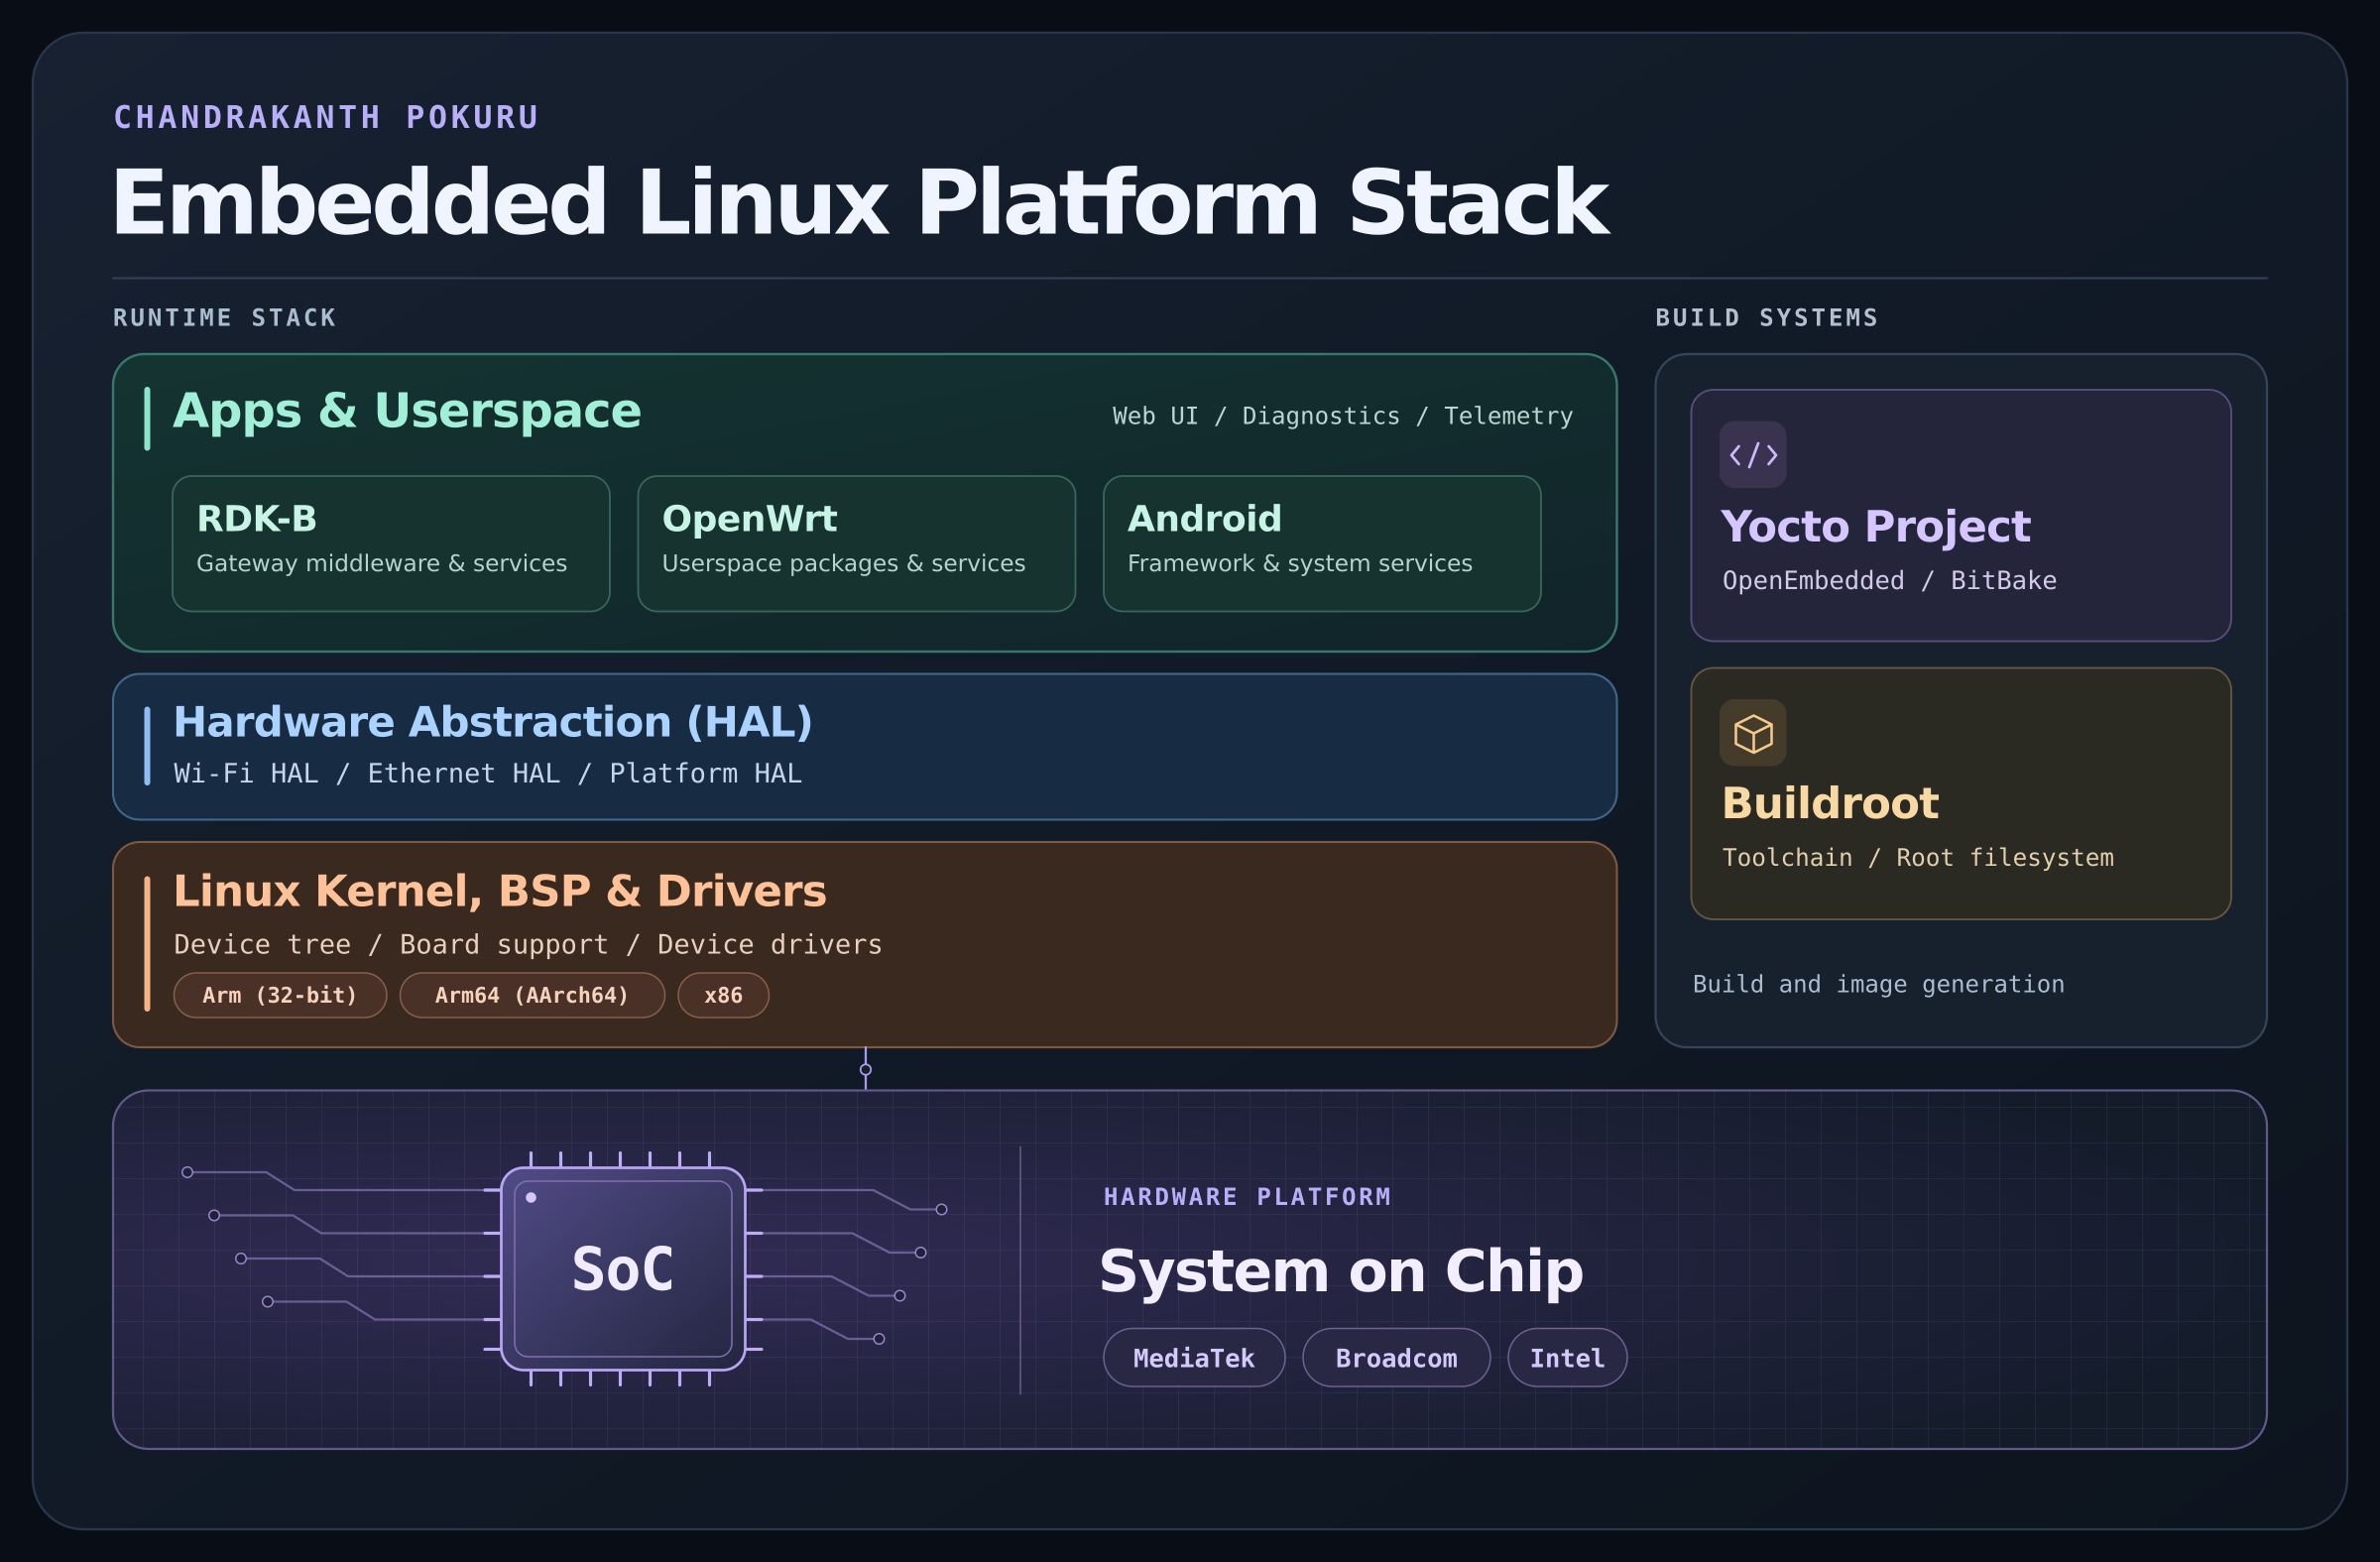 CHANDRAKANTH POKURU
Embedded Linux Platform Stack
RUNTIME STACK
Apps & Userspace
Web UI / Diagnostics / Telemetry
RDK-B
Gateway middleware & services
OpenWrt
Userspace packages & services
Android
Framework & system services
Hardware Abstraction (HAL)
Wi-Fi HAL / Ethernet HAL / Platform HAL
Linux Kernel, BSP & Drivers
Device tree / Board support / Device drivers
Arm (32-bit)
Arm64 (AArch64)
x86
BUILD SYSTEMS
</>
Yocto Project
OpenEmbedded / BitBake
Buildroot
Toolchain / Root filesystem
Build and image generation
SoC
HARDWARE PLATFORM
System on Chip
MediaTek
Broadcom
Intel